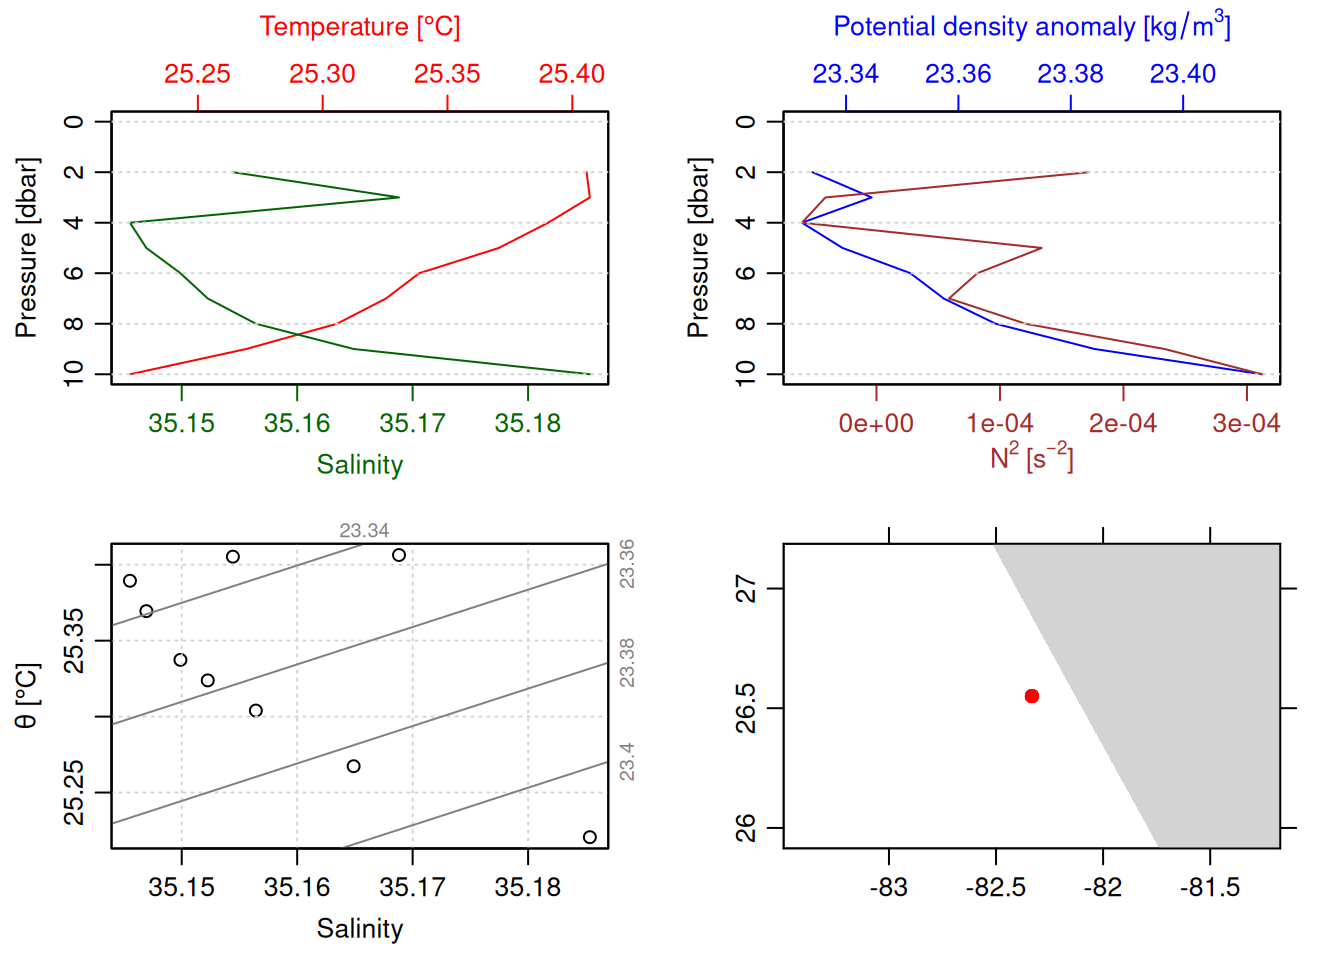 Temperature [°C]
25.25 25.30 25.35 25.40
Pressure [dbar]
0
2
4
6
8
10
35.15 35.16 35.17 35.18
Salinity
Potential density anomaly [kg/m³]
23.34 23.36 23.38 23.40
Pressure [dbar]
0
2
4
6
8
10
0e+00 1e-04 2e-04 3e-04
N² [s⁻²]
23.34
23.36
23.38
23.4
θ [°C]
25.35
25.25
35.15 35.16 35.17 35.18
Salinity
27
26.5
26
-83 -82.5 -82 -81.5